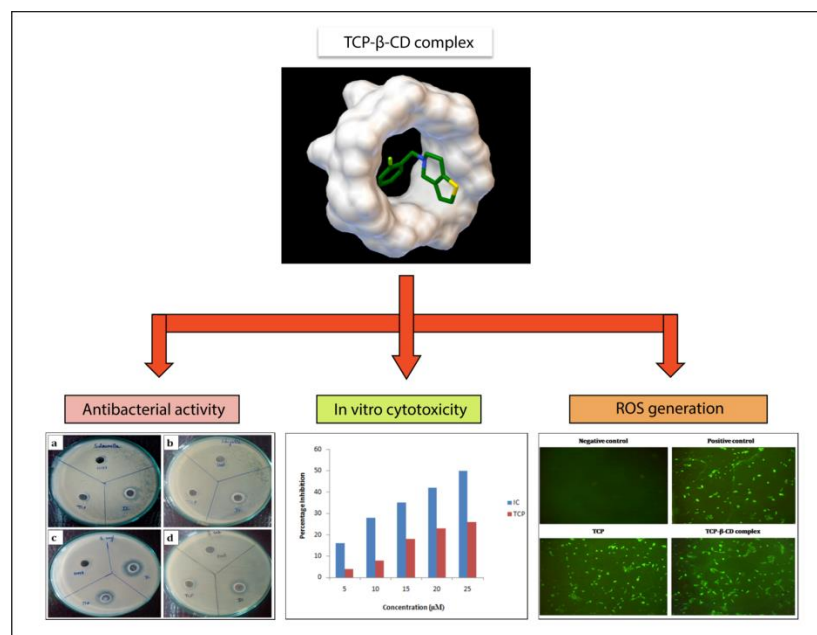 TCP-β-CD complex
Antibacterial activity
In vitro cytotoxicity
ROS generation
a
b
c
d
Percentage Inhibition
60
50
40
30
20
10
0
5 10 15 20 25
Concentration (µM)
IC
TCP
Negative control Positive control
TCP TCP-β-CD complex